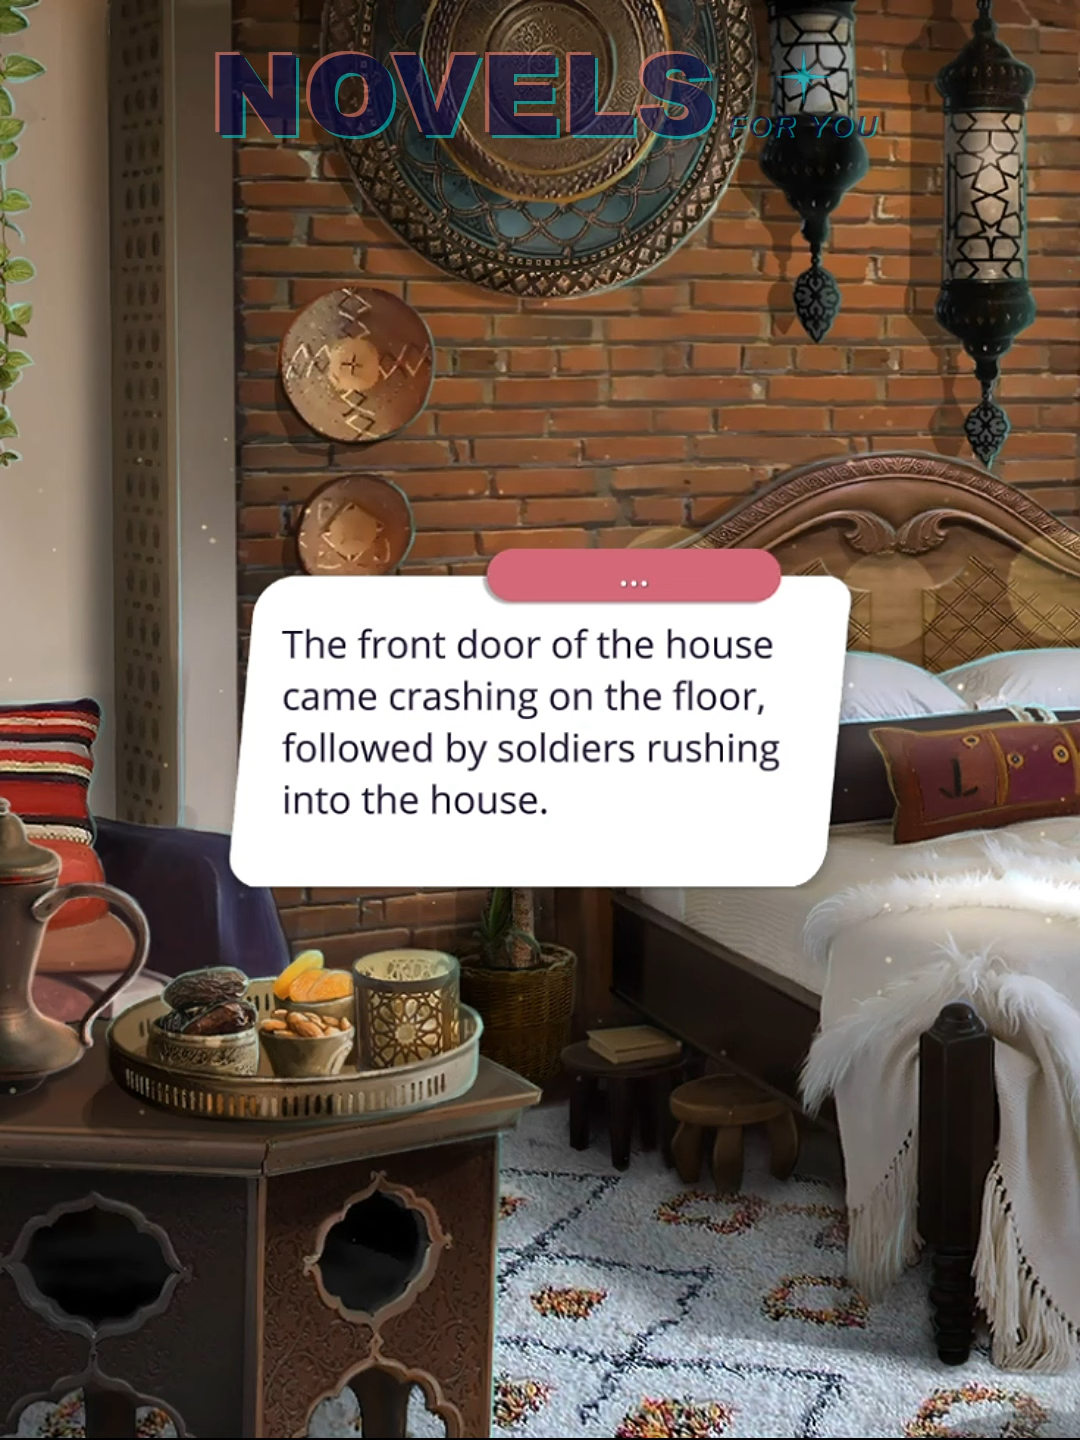 NOVELS
FOR YOU
...
The front door of the house
came crashing on the floor,
followed by soldiers rushing
into the house.